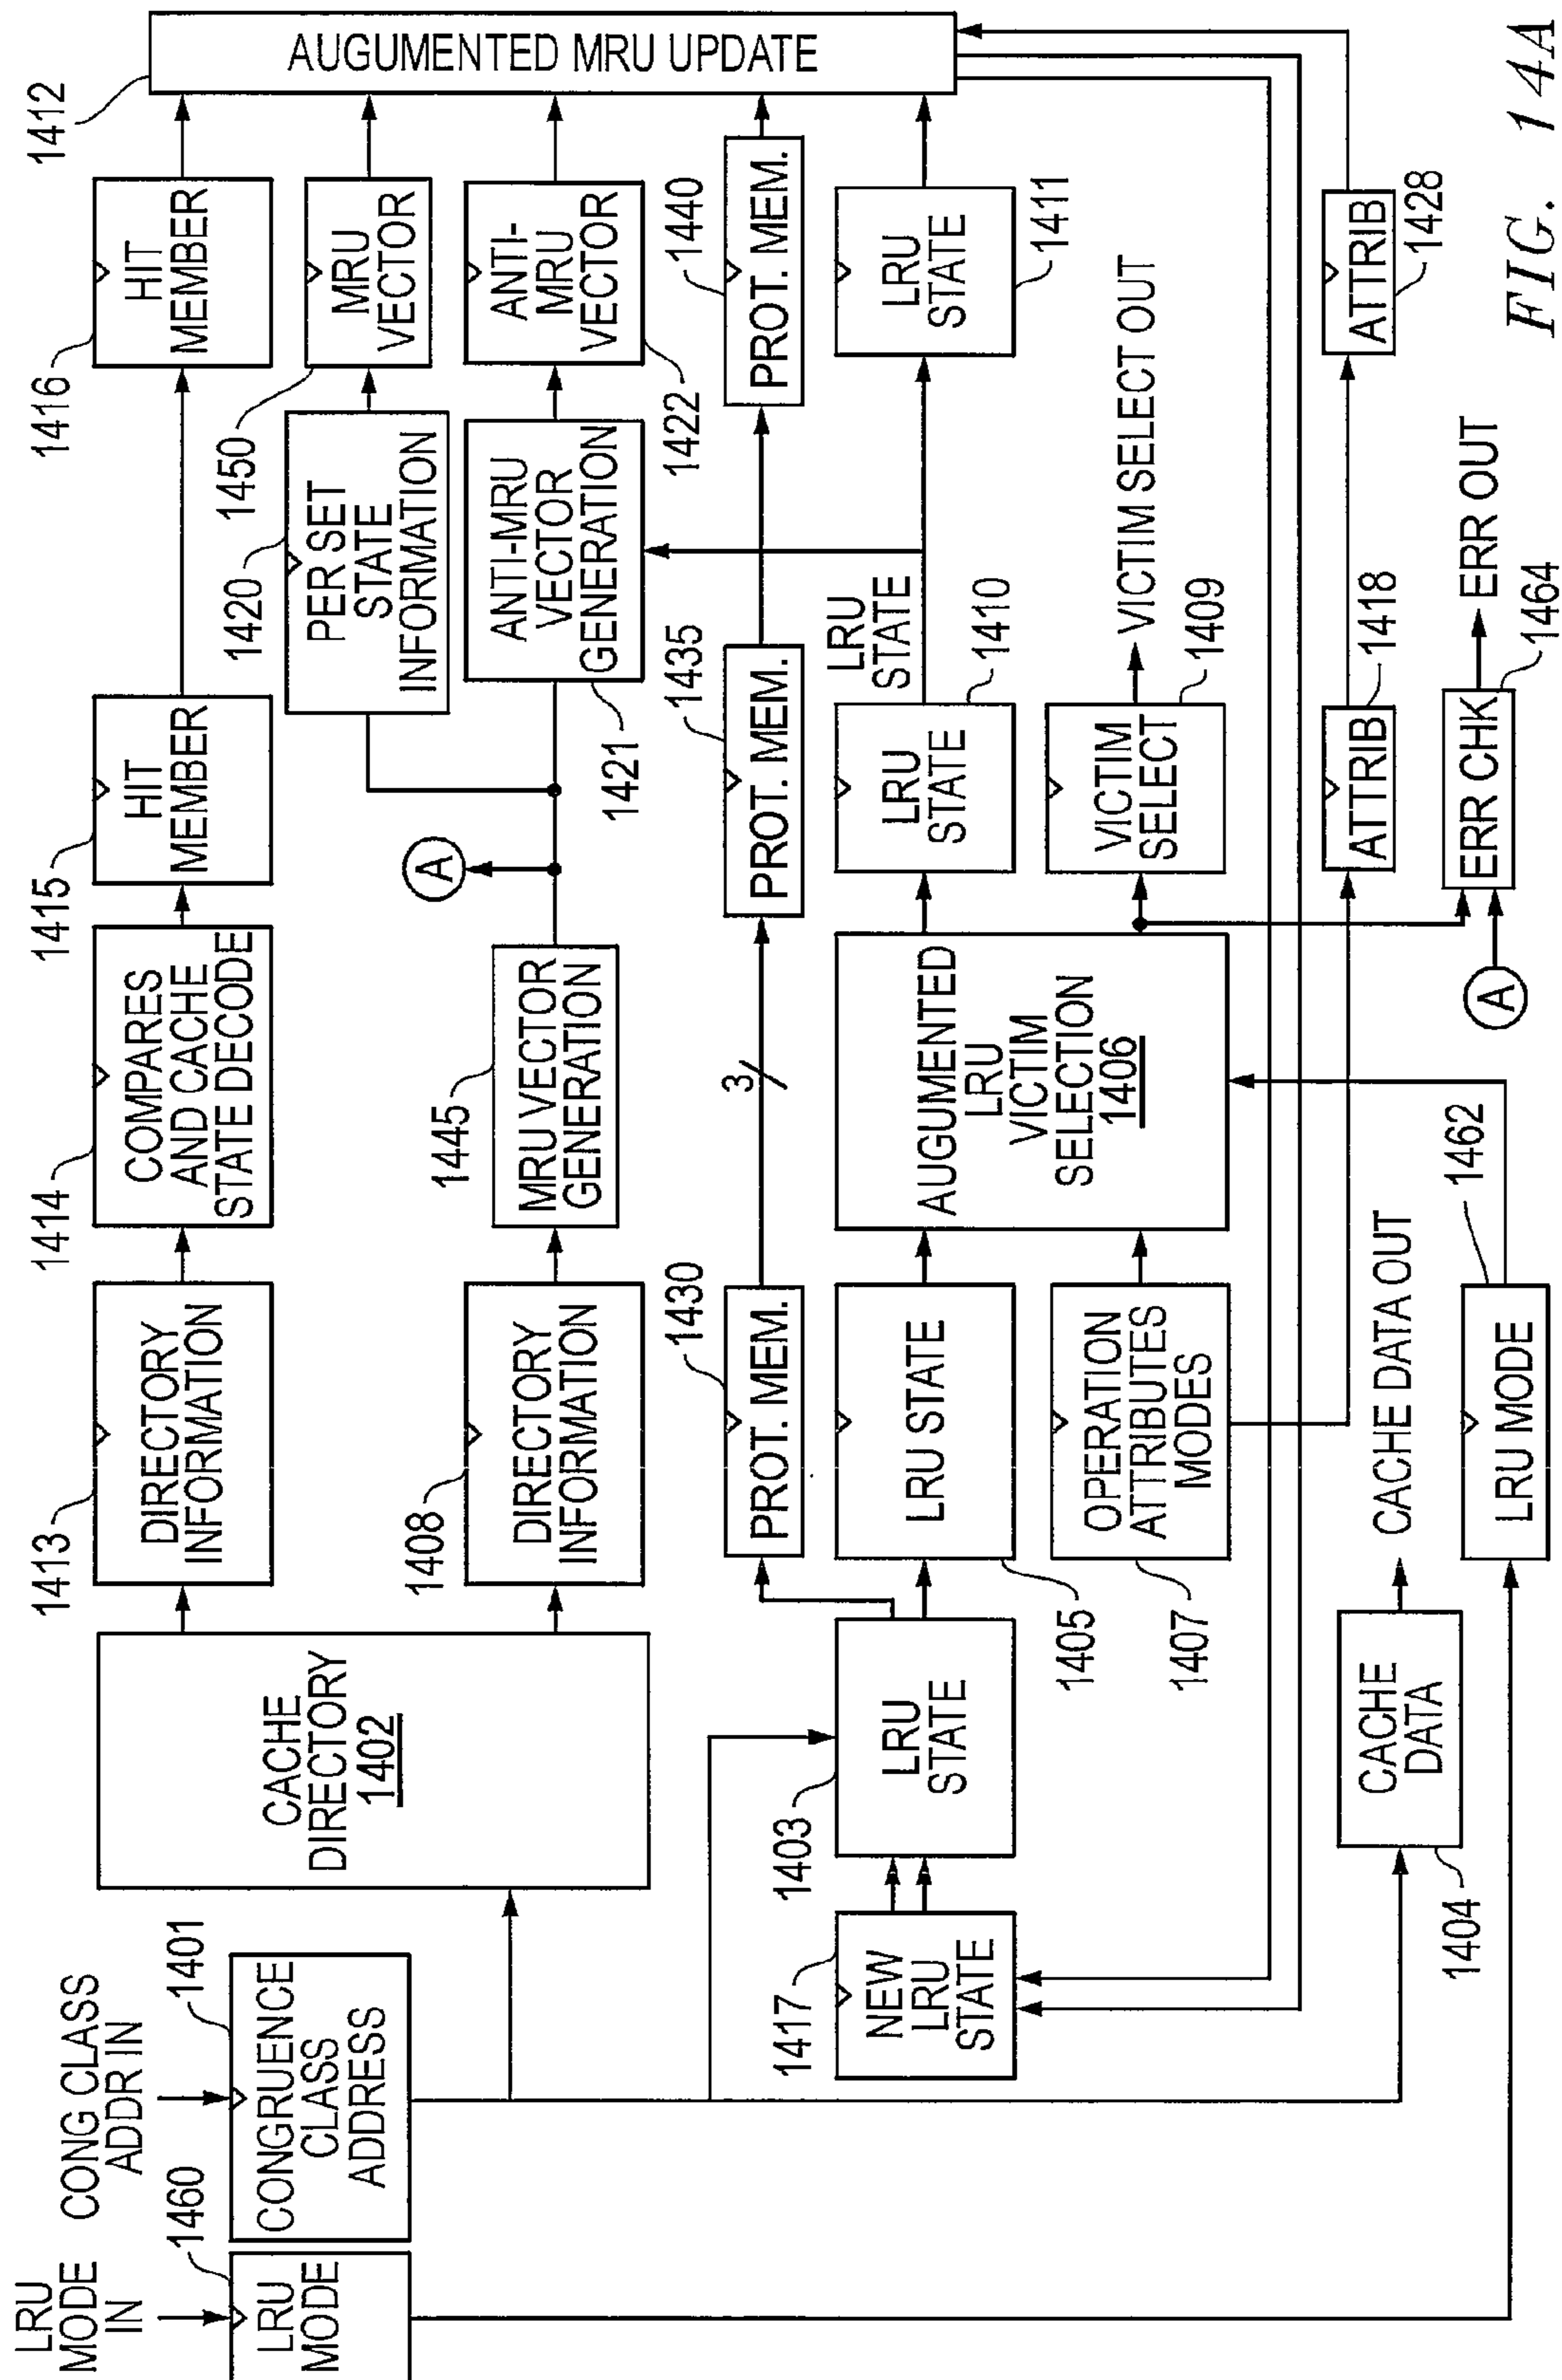 LRU
MODE
IN
1460
LRU
MODE
CONG CLASS
ADDR IN
1401
CONGRUENCE
CLASS
ADDRESS
CACHE
DIRECTORY
1402
1413
DIRECTORY
INFORMATION
1414
COMPARES
AND CACHE
STATE DECODE
1415
HIT
MEMBER
1416
HIT
MEMBER
1412
AUGUMENTED MRU UPDATE
1408
DIRECTORY
INFORMATION
1445
MRU VECTOR
GENERATION
A
1420
PER SET
STATE
INFORMATION
1450
MRU
VECTOR
1421
ANTI-MRU
VECTOR
GENERATION
1422
ANTI-
MRU
VECTOR
1430
PROT. MEM.
3
1435
PROT. MEM.
1440
PROT. MEM.
1417
NEW
LRU
STATE
1403
LRU
STATE
1405
LRU STATE
1407
OPERATION
ATTRIBUTES
MODES
AUGUMENTED
LRU
VICTIM
SELECTION
1406
LRU
STATE
1410
LRU
STATE
LRU
STATE
1411
VICTIM
SELECT
1409
VICTIM SELECT OUT
1404
CACHE
DATA
CACHE DATA OUT
1462
LRU MODE
ATTRIB
1418
ATTRIB
1428
A
ERR CHK
1464
ERR OUT
FIG. 14A